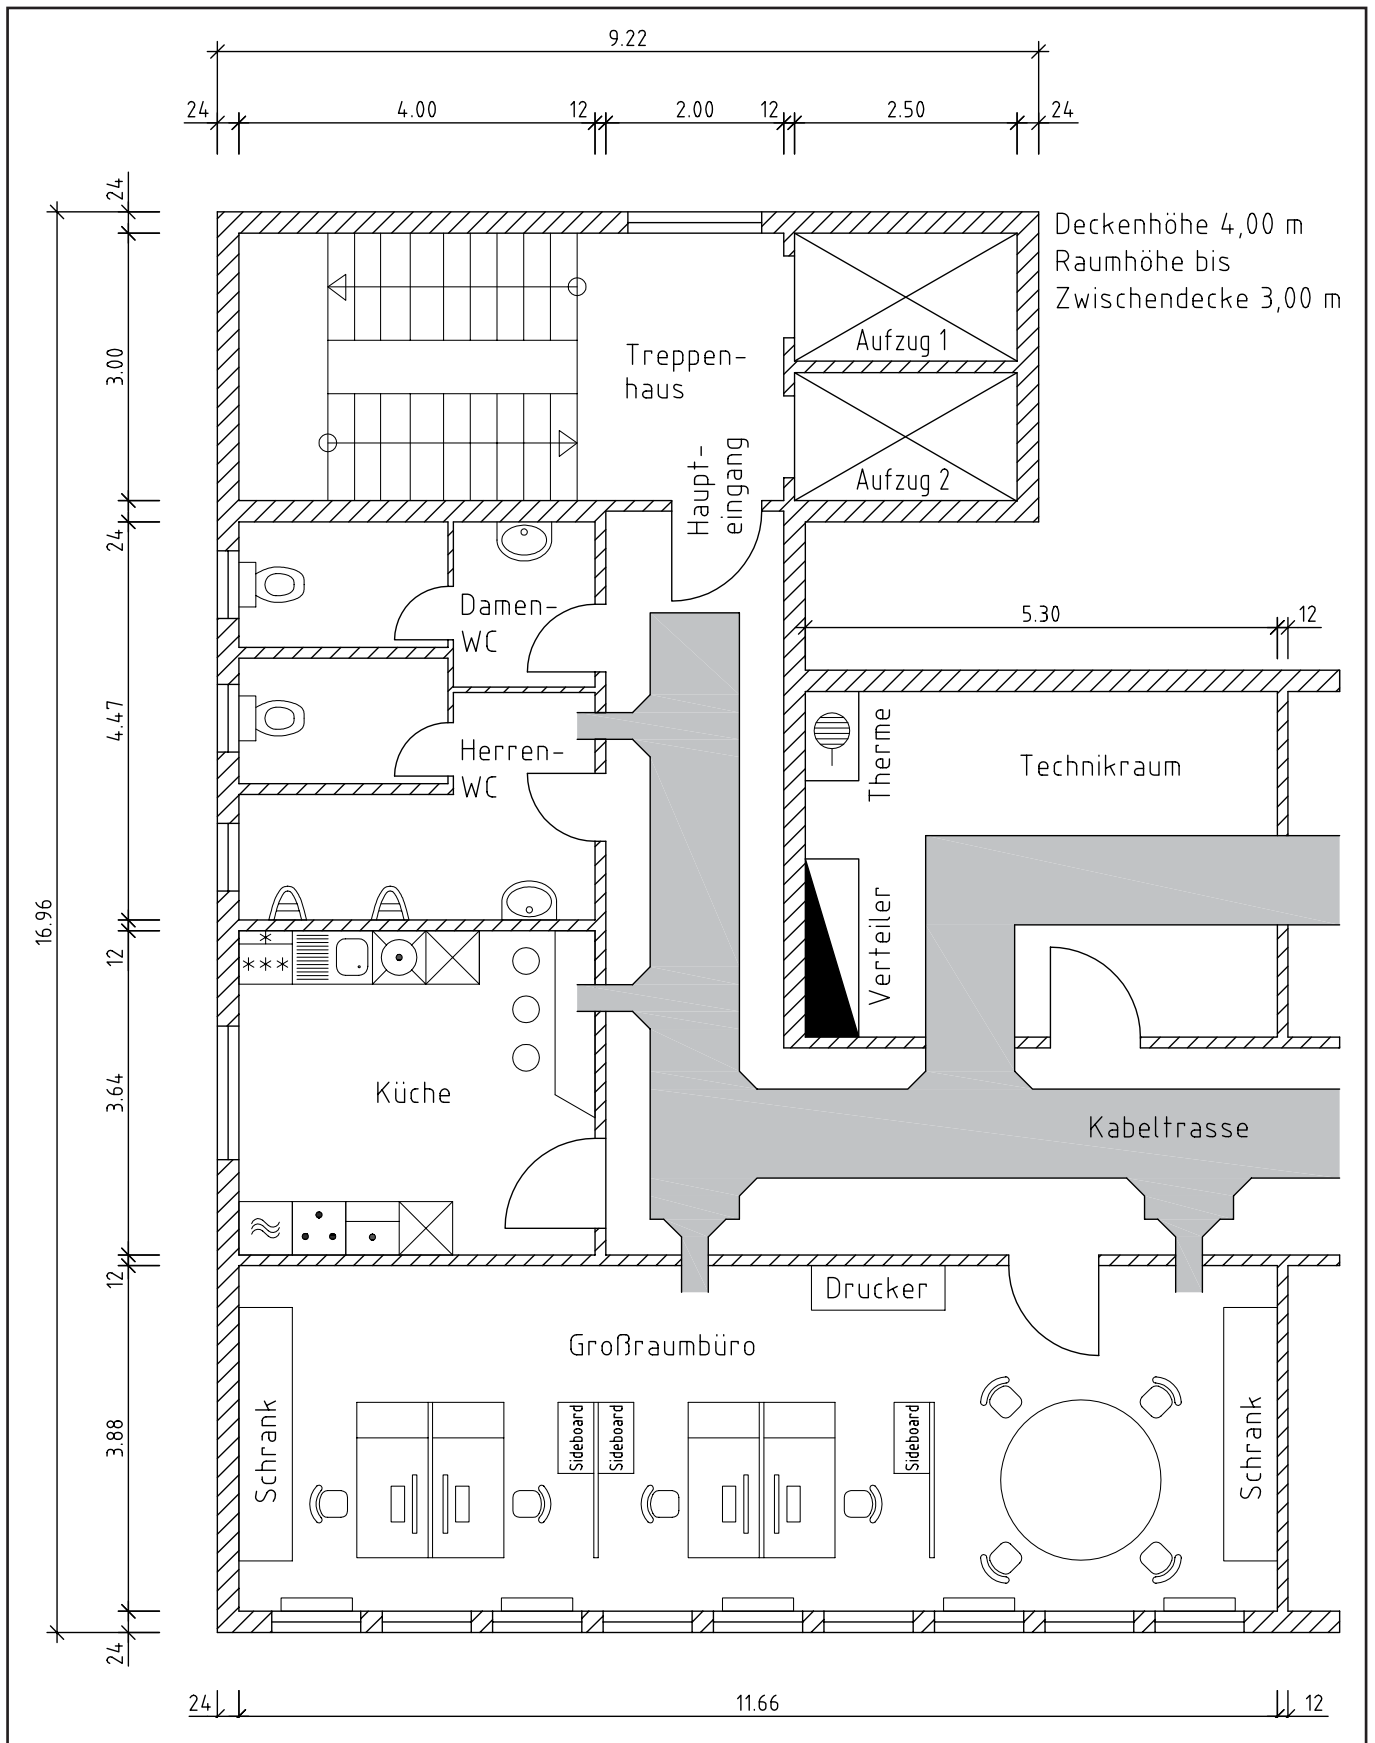 9.22
24
4.00
12
2.00
12
2.50
24
24
3.00
24
4.47
12
3.64
12
3.88
24
16.96
Deckenhöhe 4,00 m
Raumhöhe bis
Zwischendecke 3,00 m
Aufzug 1
Treppen-
haus
Haupt-
eingang
Aufzug 2
Damen-
WC
5.30
12
Herren-
WC
Therme
Technikraum
Verteiler
Küche
Kabeltrasse
Drucker
Großraumbüro
Schrank
Sideboard
Sideboard
Sideboard
Schrank
24
11.66
12